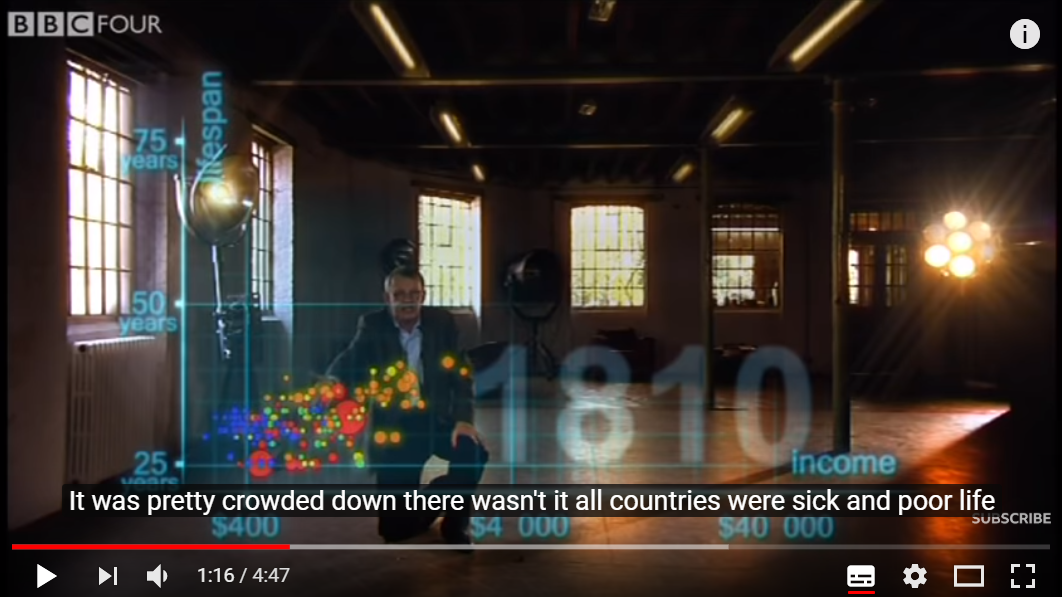 BBC FOUR
i
lifespan
75
years
50
years
1810
25
years
income
It was pretty crowded down there wasn't it all countries were sick and poor life
SUBSCRIBE
$400
$4 000
$40 000
1:16 / 4:47